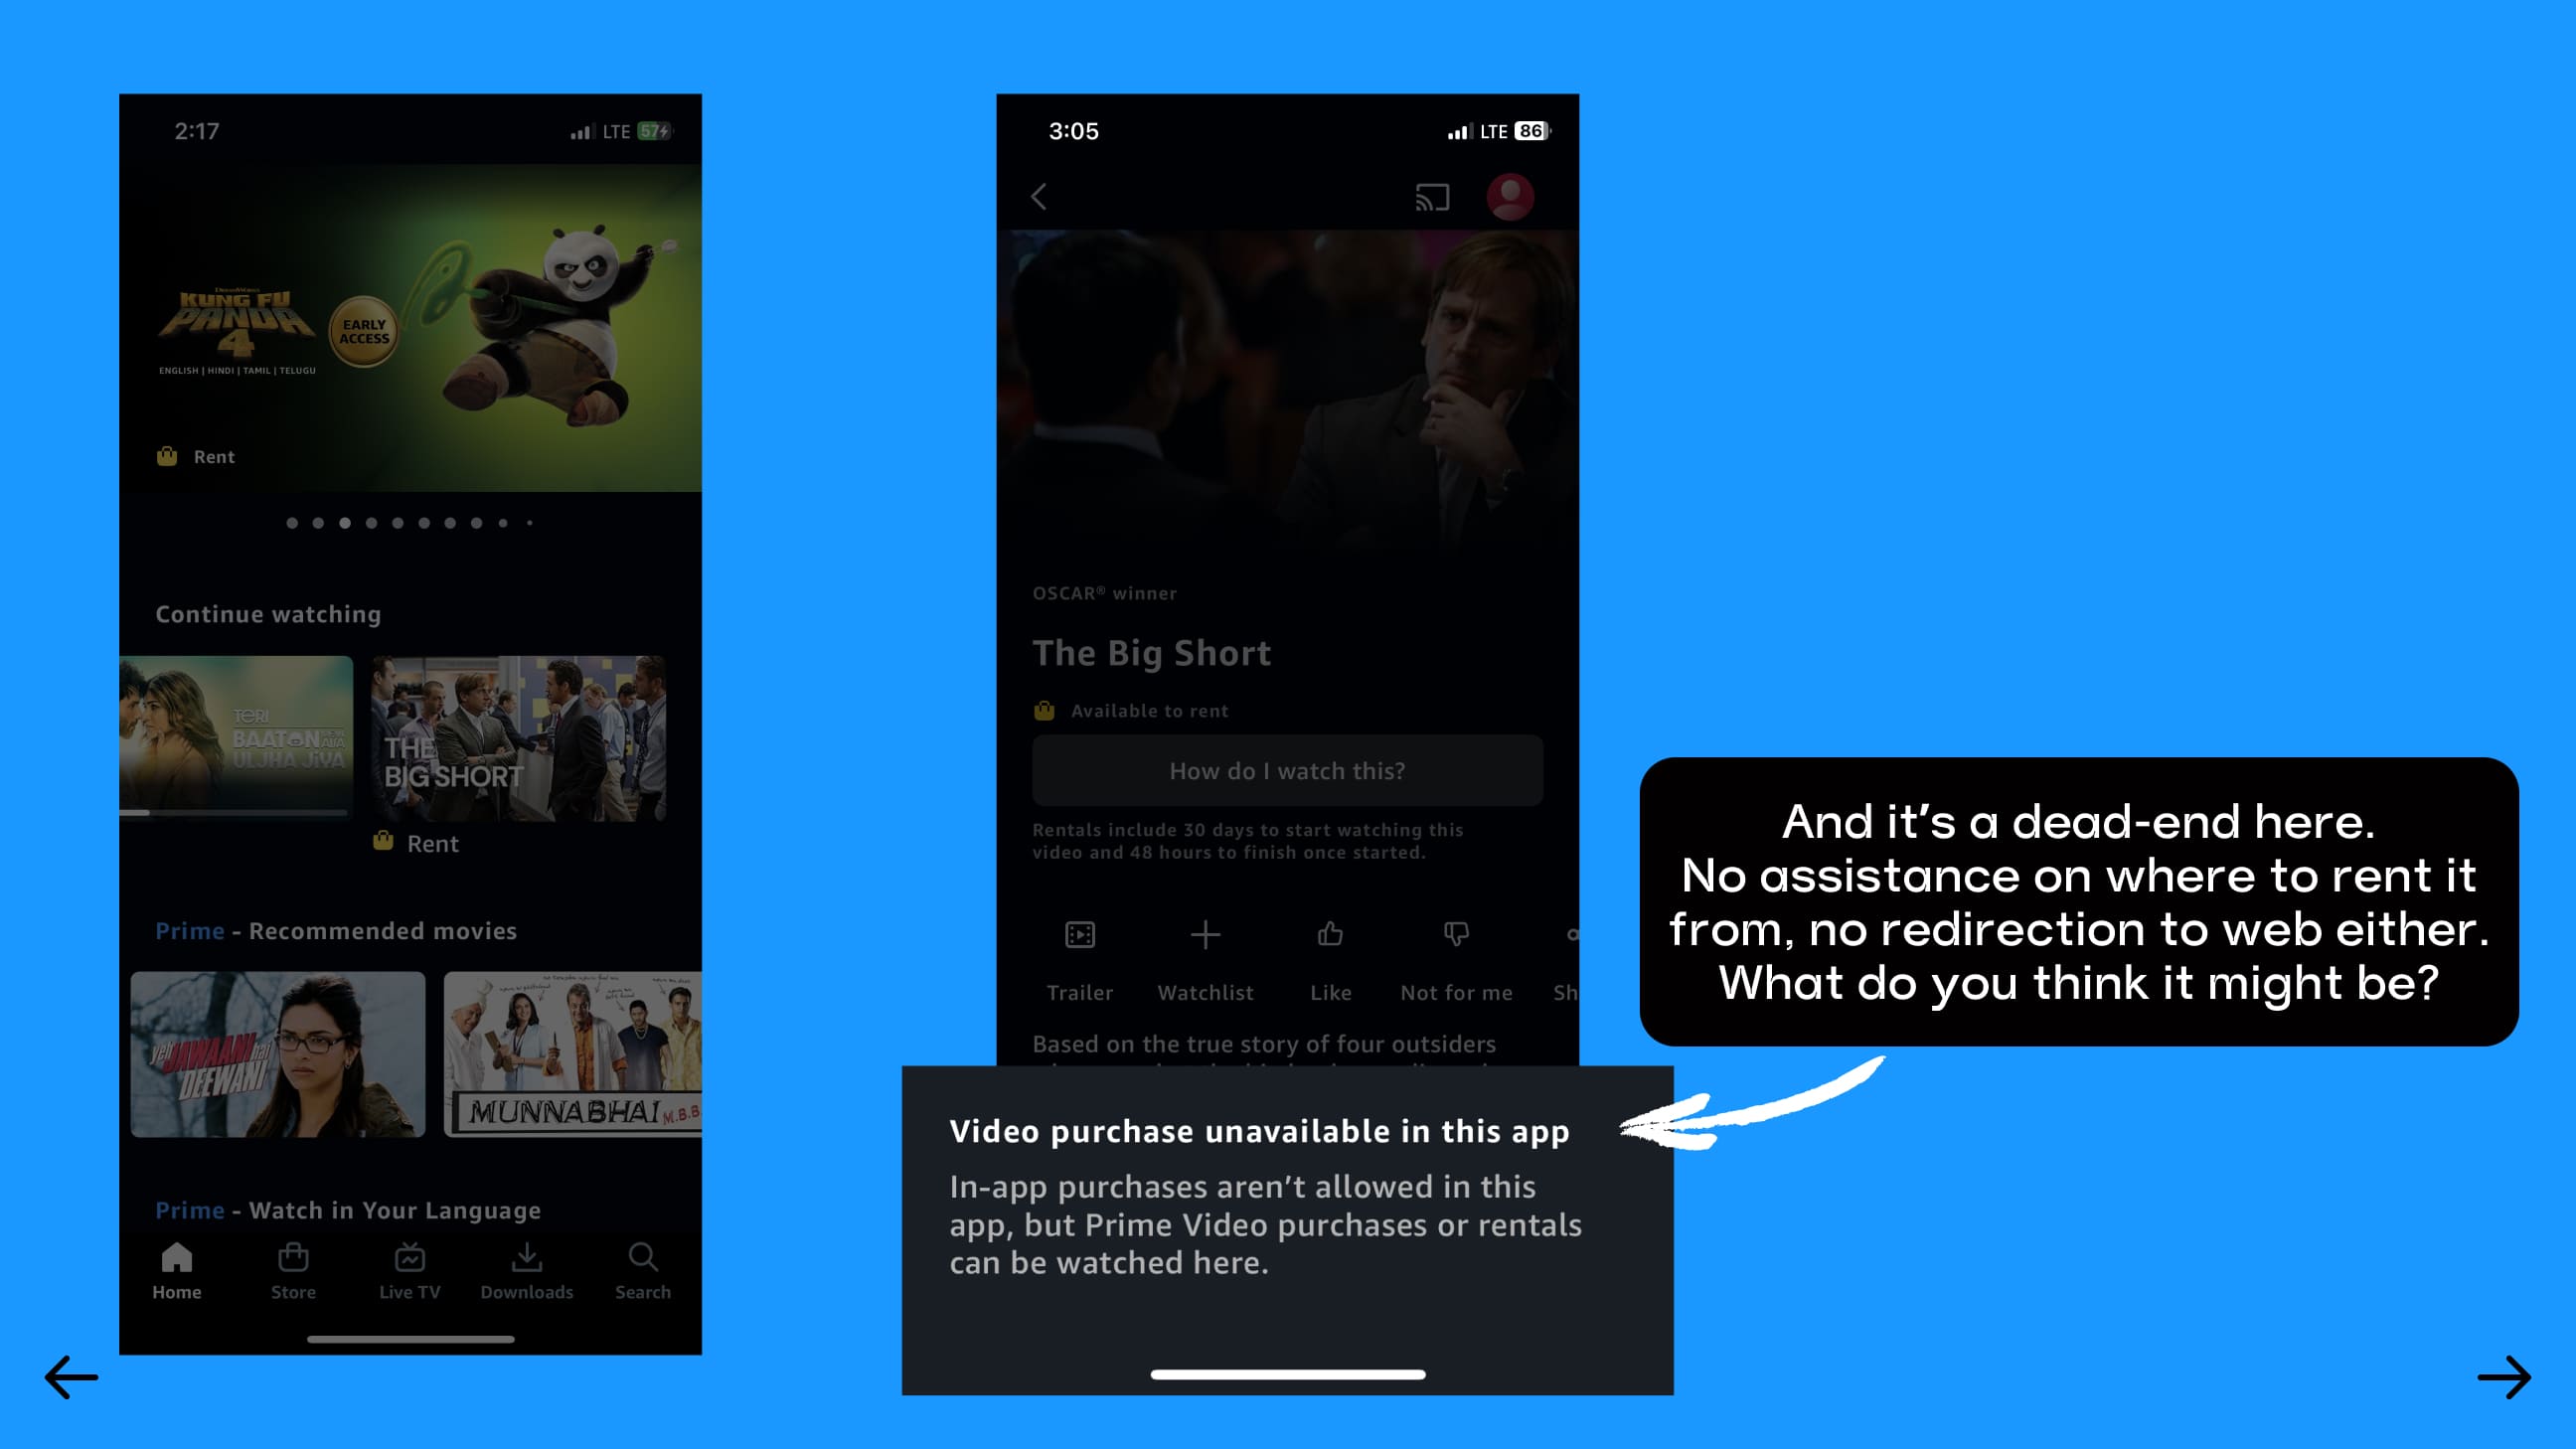 2:17
LTE 57
KUNG FU
PANDA
4
EARLY
ACCESS
ENGLISH | HINDI | TAMIL | TELUGU
Rent
Continue watching
TERI
BAATON
ULJHA JIYA
THE
BIG SHORT
Rent
Prime - Recommended movies
yeh JAWAANI hai
DEEWANI
MUNNABHAI M.B.B.
Prime - Watch in Your Language
Home
Store
Live TV
Downloads
Search
3:05
LTE 86
OSCAR® winner
The Big Short
Available to rent
How do I watch this?
Rentals include 30 days to start watching this
video and 48 hours to finish once started.
Trailer
Watchlist
Like
Not for me
Sh
Based on the true story of four outsiders
Video purchase unavailable in this app
In-app purchases aren’t allowed in this
app, but Prime Video purchases or rentals
can be watched here.
And it’s a dead-end here.
No assistance on where to rent it
from, no redirection to web either.
What do you think it might be?